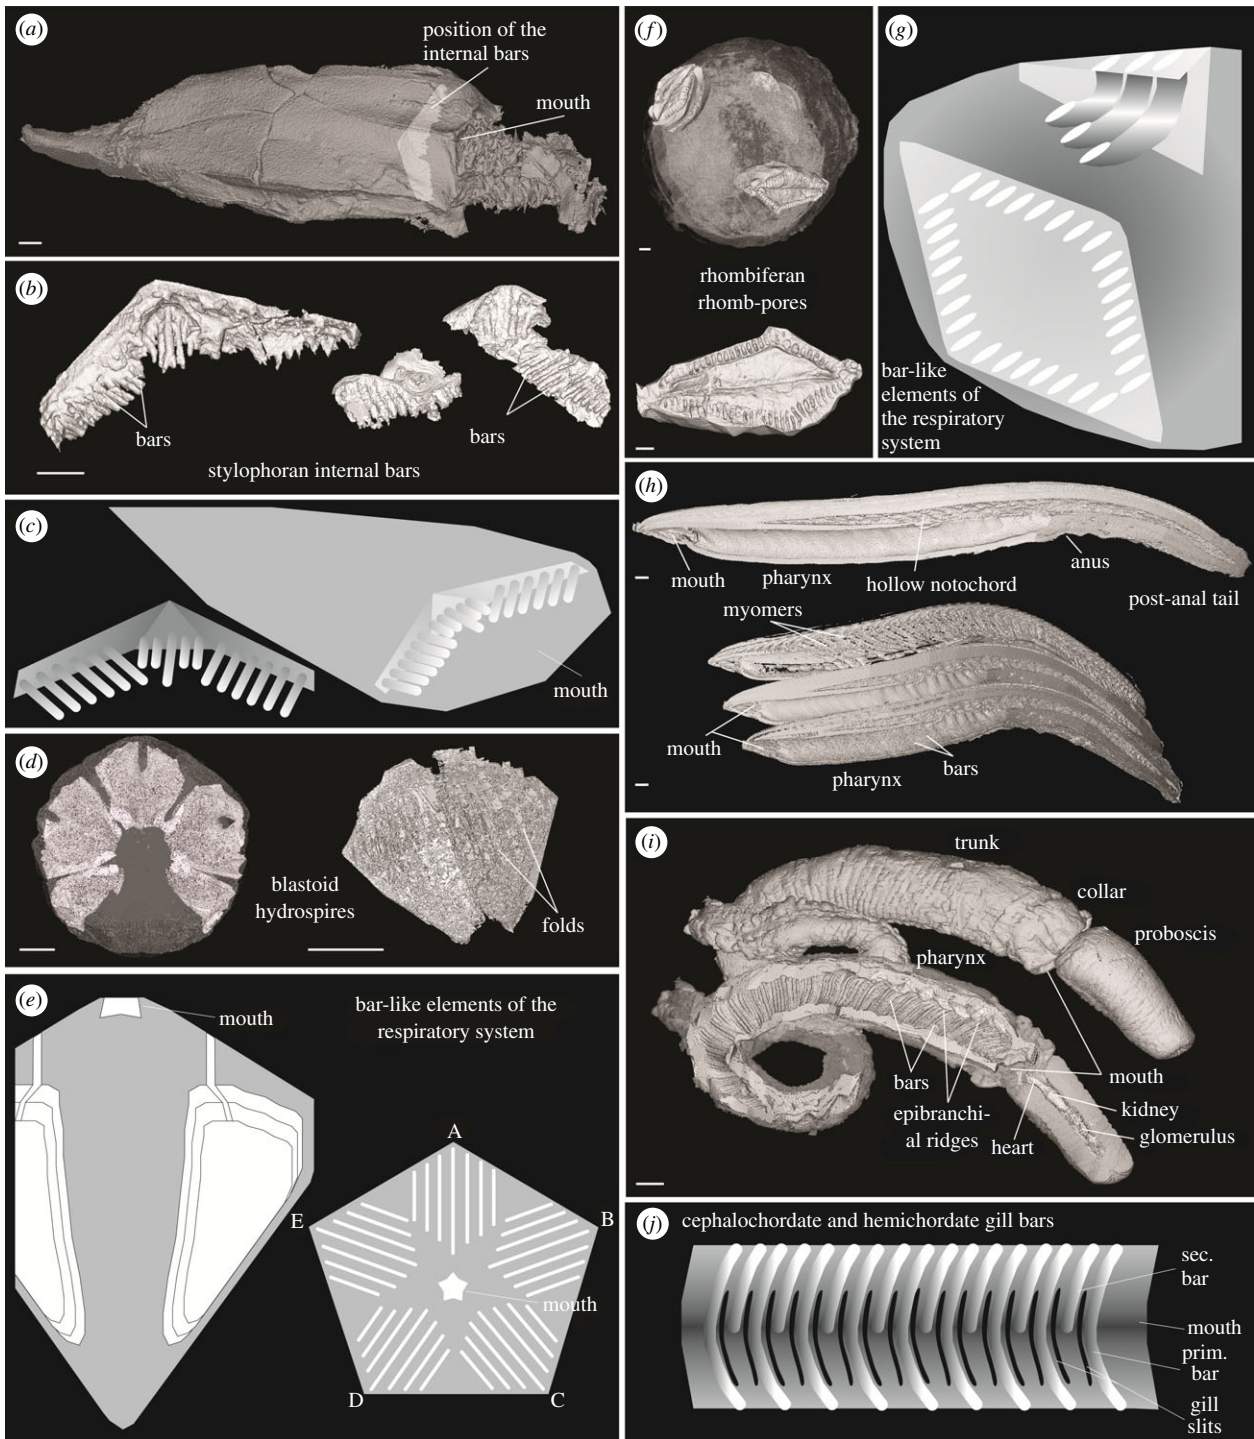 (a)
position of the
internal bars
mouth
(b)
bars
bars
stylophoran internal bars
(c)
mouth
(d)
blastoid
hydrospires
folds
(e)
mouth
bar-like elements of the
respiratory system
A
B
C
D
E
mouth
(f)
rhombiferan
rhomb-pores
(g)
bar-like
elements of
the respiratory
system
(h)
mouth
pharynx
hollow notochord
anus
post-anal tail
myomers
mouth
pharynx
bars
(i)
trunk
collar
proboscis
pharynx
bars
epibranchi-
al ridges
heart
mouth
kidney
glomerulus
(j)
cephalochordate and hemichordate gill bars
sec.
bar
mouth
prim.
bar
gill
slits